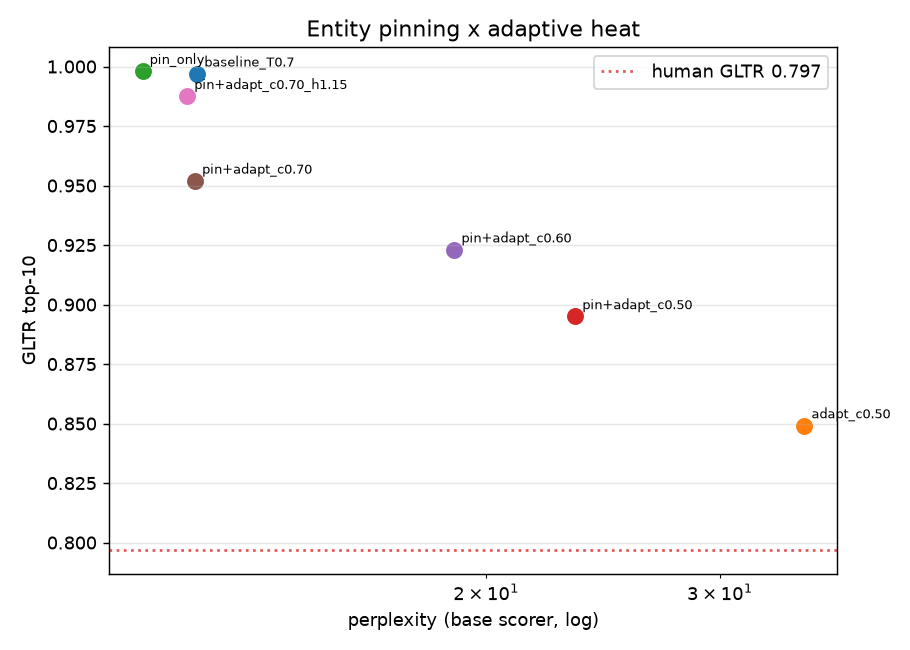 Entity pinning x adaptive heat
human GLTR 0.797
pin_only
baseline_T0.7
pin+adapt_c0.70_h1.15
pin+adapt_c0.70
pin+adapt_c0.60
pin+adapt_c0.50
adapt_c0.50
GLTR top-10
1.000
0.975
0.950
0.925
0.900
0.875
0.850
0.825
0.800
2 × 10¹
3 × 10¹
perplexity (base scorer, log)